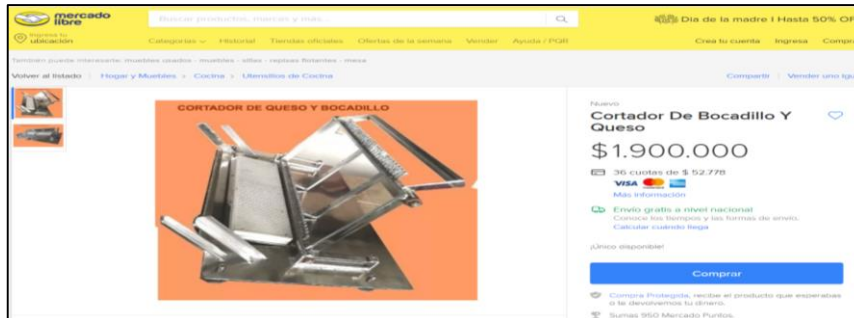 mercado
libre
Buscar productos, marcas y más...
Día de la madre | Hasta 50% OF
Ingresa tu
ubicación
Categorías
Historial
Tiendas oficiales
Ofertas de la semana
Vender
Ayuda / PQR
Crea tu cuenta
Ingresa
Compra
También puede interesarte: muebles usados - muebles - sillas - repisas flotantes - mesa
Volver al listado
Hogar y Muebles > Cocina > Utensilios de Cocina
Compartir
Vender uno igu
CORTADOR DE QUESO Y BOCADILLO
Nuevo
Cortador De Bocadillo Y
Queso
$1.900.000
36 cuotas de $ 52.778
VISA
Más información
Envío gratis a nivel nacional
Conoce los tiempos y las formas de envío.
Calcular cuándo llega
¡Único disponible!
Comprar
Compra Protegida, recibe el producto que esperabas
o te devolvemos tu dinero.
Sumas 950 Mercado Puntos.